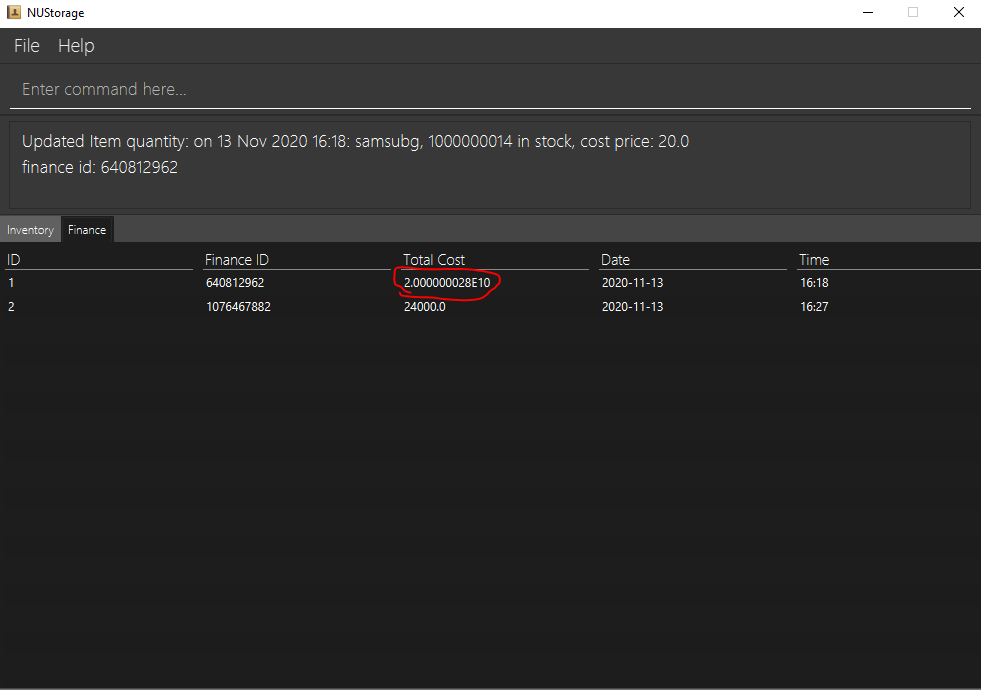 NUStorage
File Help
Enter command here...
Updated Item quantity: on 13 Nov 2020 16:18: samsubg, 1000000014 in stock, cost price: 20.0
finance id: 640812962
Inventory Finance
ID Finance ID Total Cost Date Time
1 640812962 2.000000028E10 2020-11-13 16:18
2 1076467882 24000.0 2020-11-13 16:27